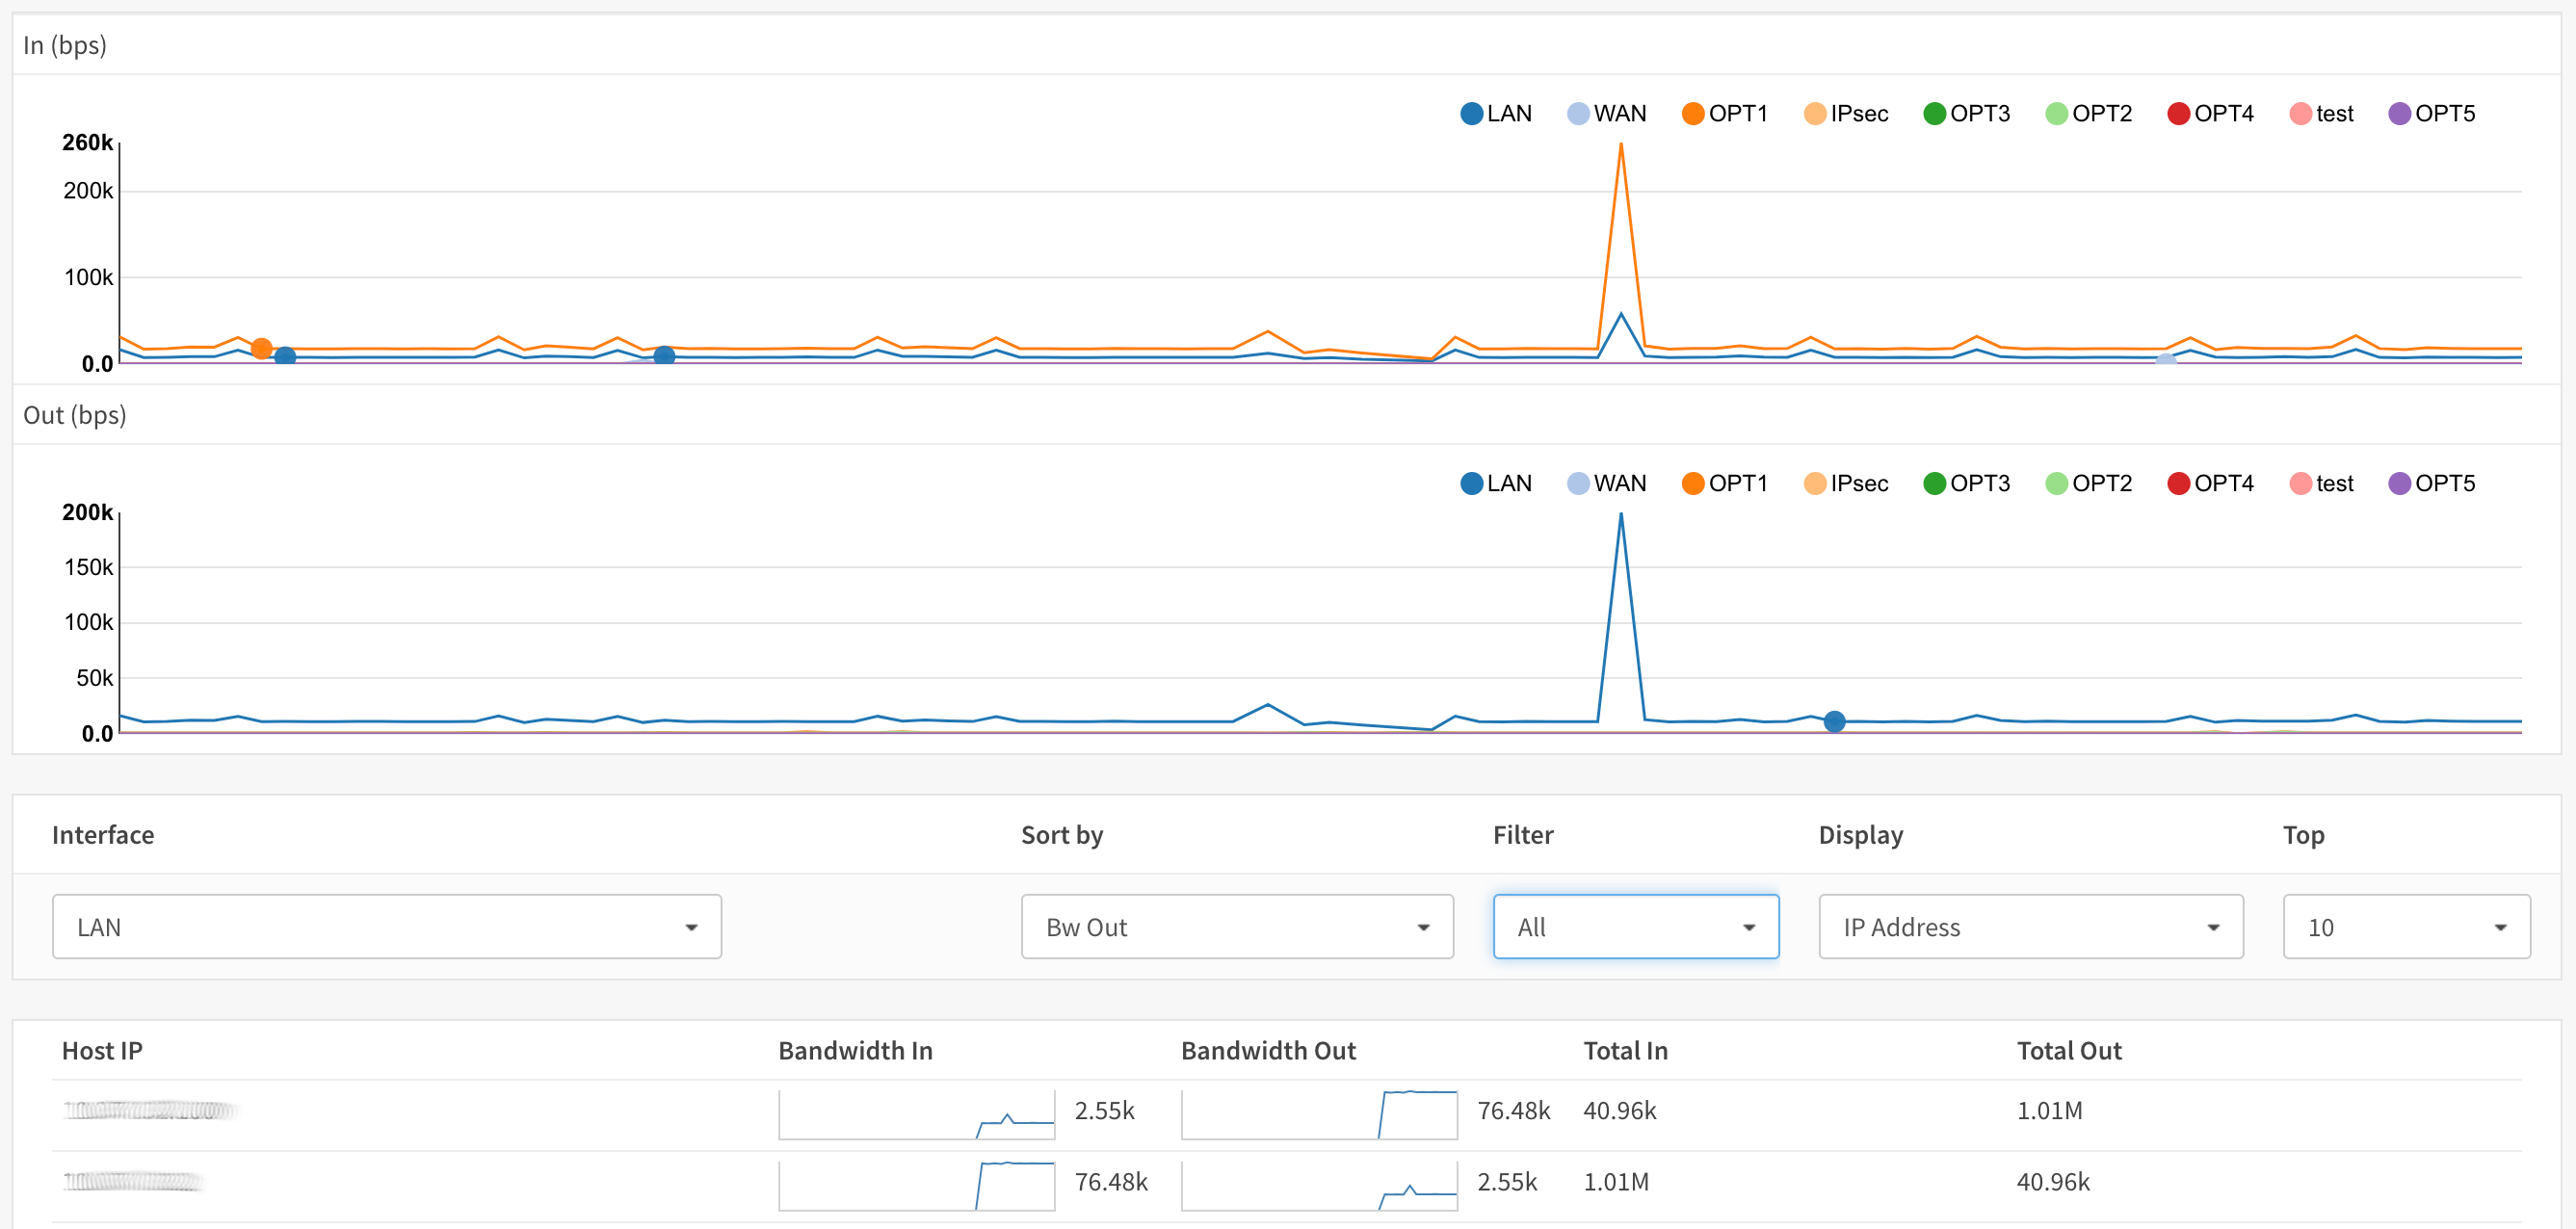 In (bps)
LAN WAN OPT1 IPsec OPT3 OPT2 OPT4 test OPT5
260k
200k
100k
0.0
Out (bps)
LAN WAN OPT1 IPsec OPT3 OPT2 OPT4 test OPT5
200k
150k
100k
50k
0.0
Interface Sort by Filter Display Top
LAN Bw Out All IP Address 10
Host IP Bandwidth In Bandwidth Out Total In Total Out
2.55k 76.48k 40.96k 1.01M
76.48k 2.55k 1.01M 40.96k